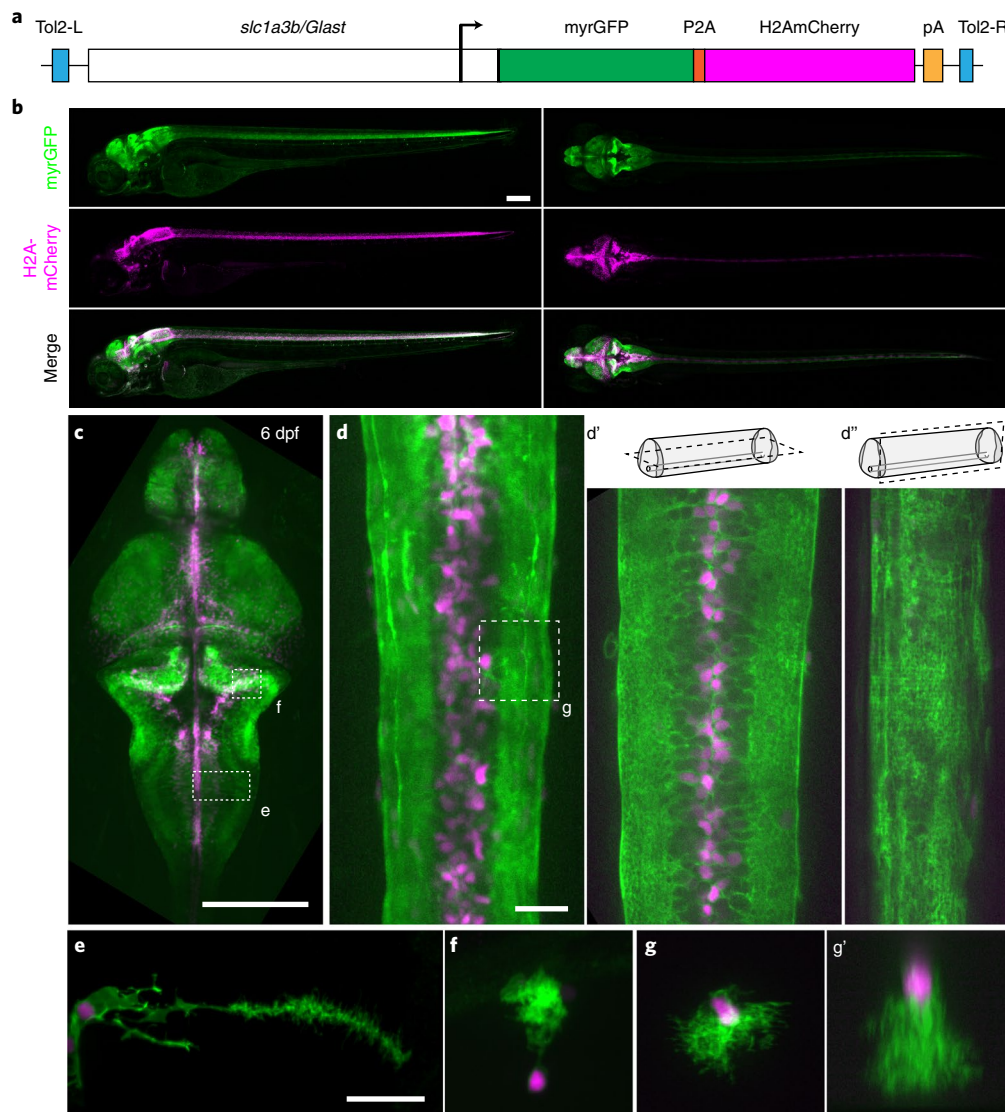 a
Tol2-L slc1a3b/Glast myrGFP P2A H2AmCherry pA Tol2-R
b
myrGFP
H2A-
mCherry
Merge
c 6 dpf
f
e
d
g
d'
d''
e
f
g
g'